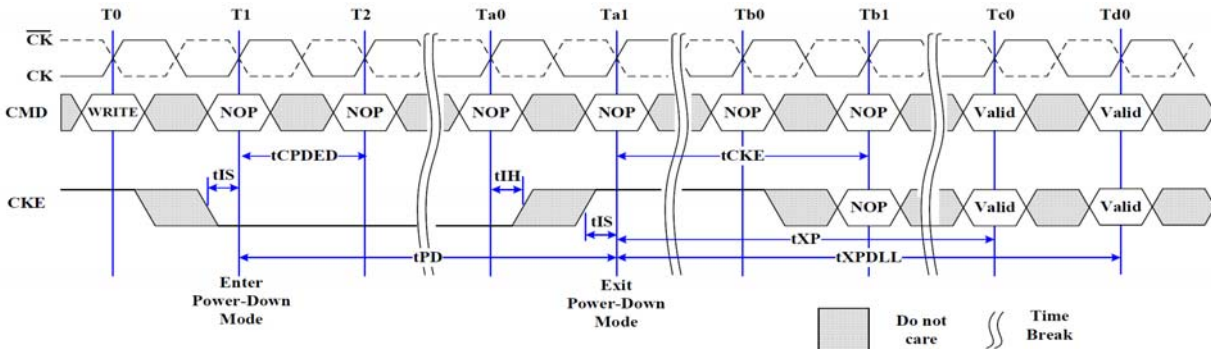 T0 T1 T2 Ta0 Ta1 Tb0 Tb1 Tc0 Td0
CK
CK
CMD WRITE NOP NOP NOP NOP NOP NOP Valid Valid
tCPDED tCKE
tIS tIH
CKE NOP Valid Valid
tIS
tXP
tPD tXPDLL
Enter
Power-Down
Mode
Exit
Power-Down
Mode
Do not
care
Time
Break